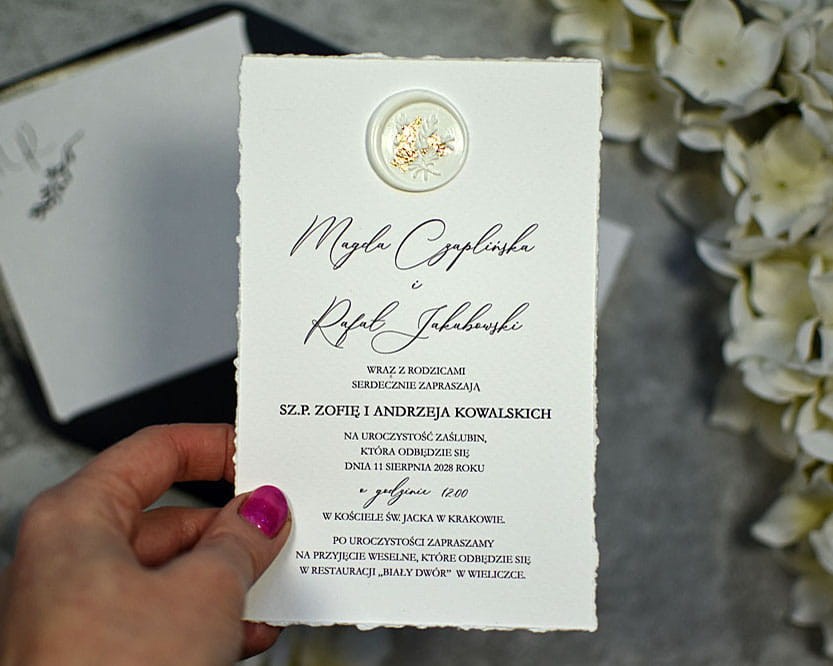 Magda Czaplińska
i
Rafał Jakubowski
WRAZ Z RODZICAMI
SERDECZNIE ZAPRASZAJĄ
SZ.P. ZOFIĘ I ANDRZEJA KOWALSKICH
NA UROCZYSTOŚĆ ZAŚLUBIN,
KTÓRA ODBĘDZIE SIĘ
DNIA 11 SIERPNIA 2028 ROKU
o godzinie 12:00
W KOŚCIELE ŚW. JACKA W KRAKOWIE.
PO UROCZYSTOŚCI ZAPRASZAMY
NA PRZYJĘCIE WESELNE, KTÓRE ODBĘDZIE SIĘ
W RESTAURACJI „BIAŁY DWÓR" W WIELICZCE.